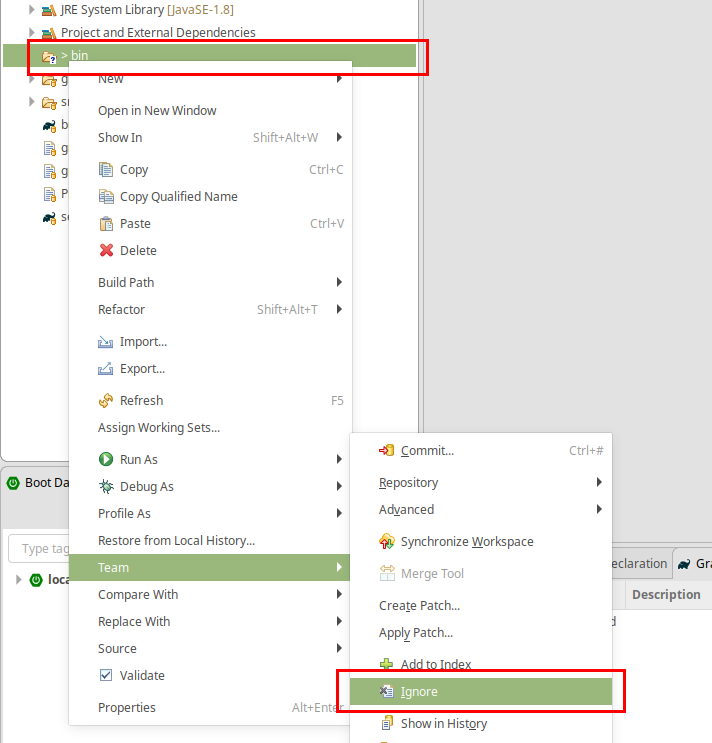 JRE System Library [JavaSE-1.8]
Project and External Dependencies
> bin
New
Open in New Window
Show In Shift+Alt+W
Copy Ctrl+C
Copy Qualified Name
Paste Ctrl+V
Delete
Build Path
Refactor Shift+Alt+T
Import...
Export...
Refresh F5
Assign Working Sets...
Run As
Debug As
Profile As
Restore from Local History...
Team
Compare With
Replace With
Source
Validate
Properties Alt+Enter
Boot Da
Type tag
loca
Commit... Ctrl+#
Repository
Advanced
Synchronize Workspace
Merge Tool
Create Patch...
Apply Patch...
Add to Index
Ignore
Show in History
eclaration
Gra
Description